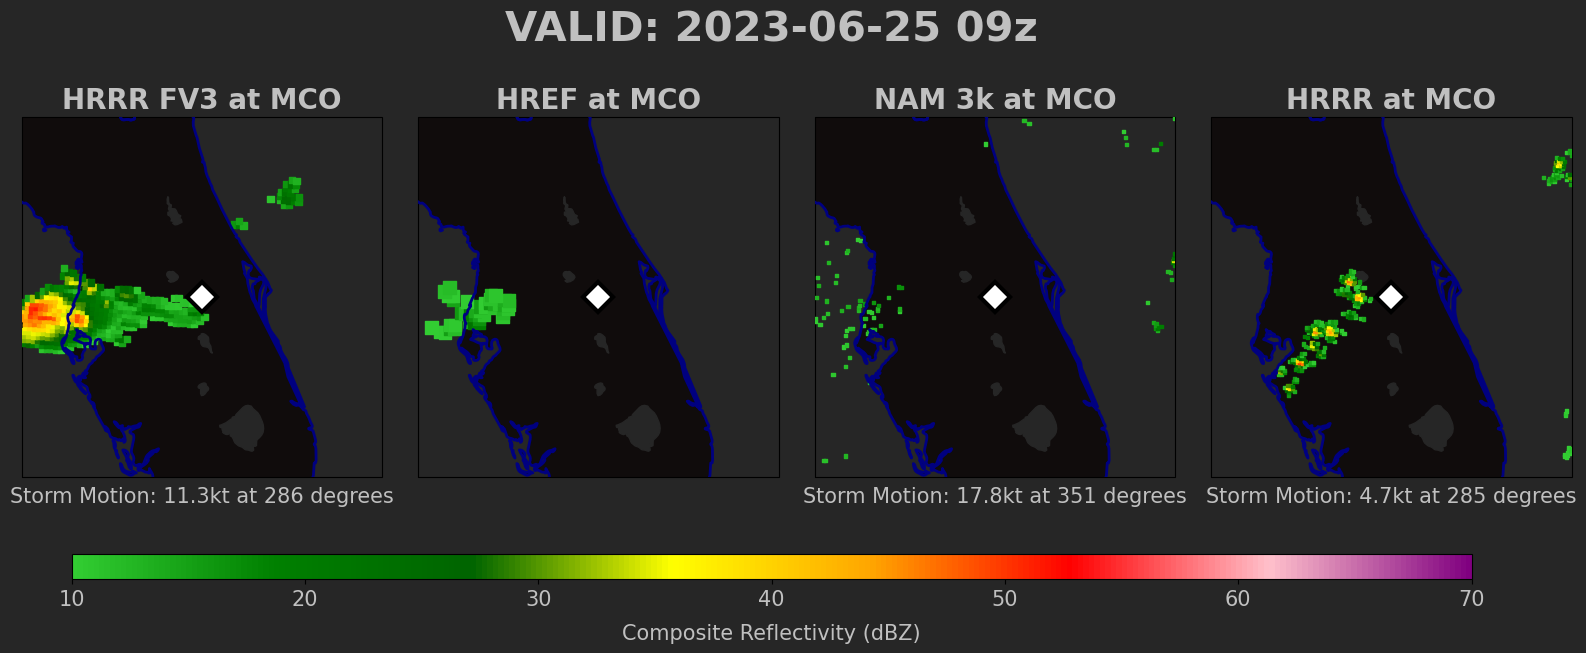 VALID: 2023-06-25 09z
HRRR FV3 at MCO
HREF at MCO
NAM 3k at MCO
HRRR at MCO
Storm Motion: 11.3kt at 286 degrees
Storm Motion: 17.8kt at 351 degrees
Storm Motion: 4.7kt at 285 degrees
10 20 30 40 50 60 70
Composite Reflectivity (dBZ)